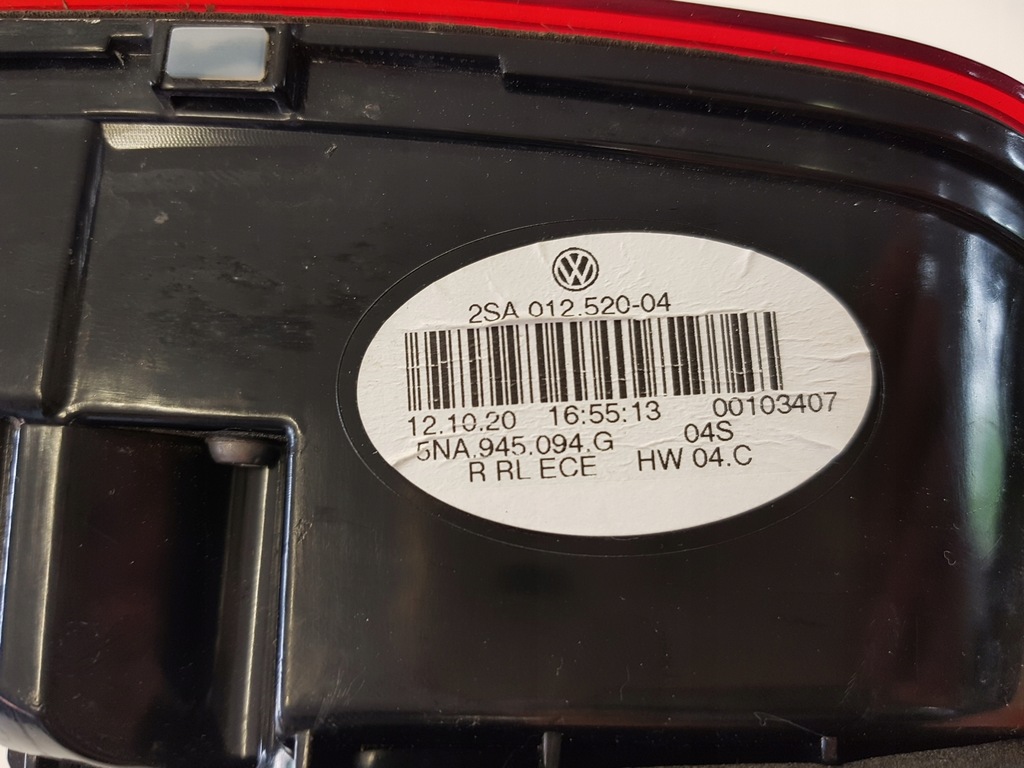 VW
2SA 012.520-04
12.10.20 16:55:13 00103407
5NA.945.094.G 04S
R RL ECE HW 04.C